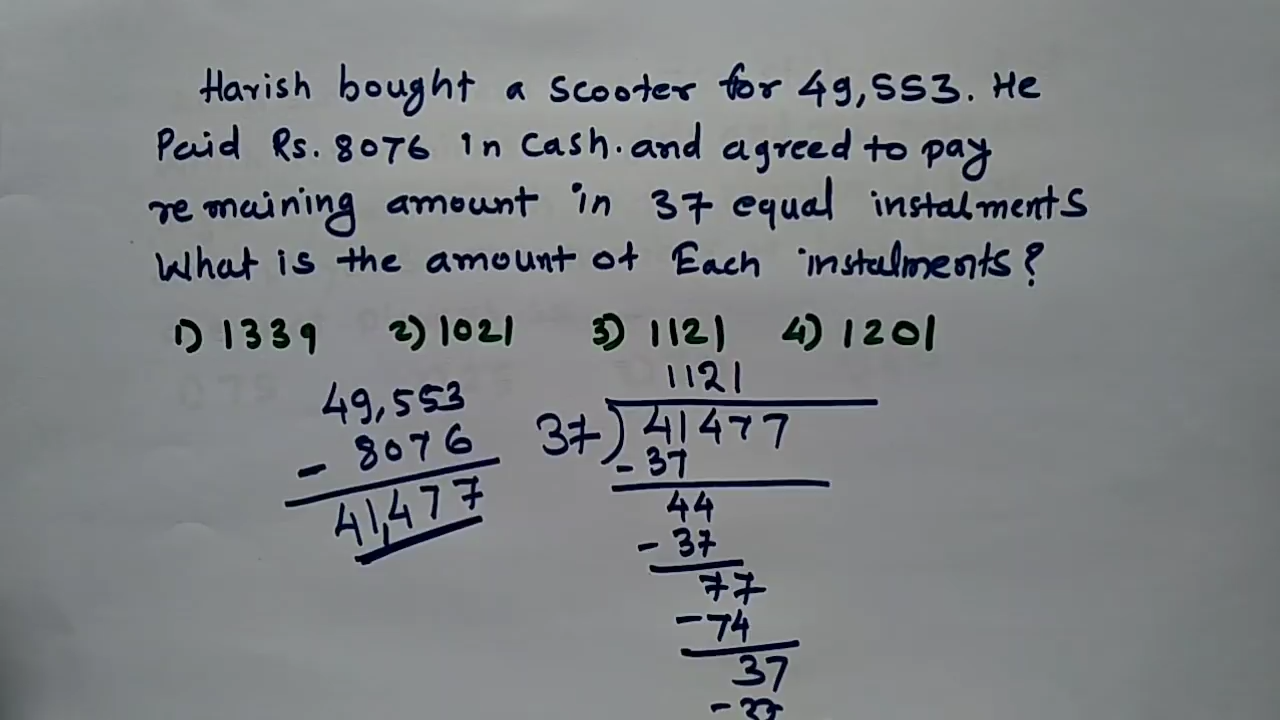 Harish bought a scooter for 49,553. He
Paid Rs. 8076 in cash. and agreed to pay
remaining amount in 37 equal instalments
What is the amount of Each instalments?
1) 1339 2) 1021 3) 1121 4) 1201
49,553
- 8076
41,477
1121
37) 41477
- 37
44
- 37
77
- 74
37
- 37